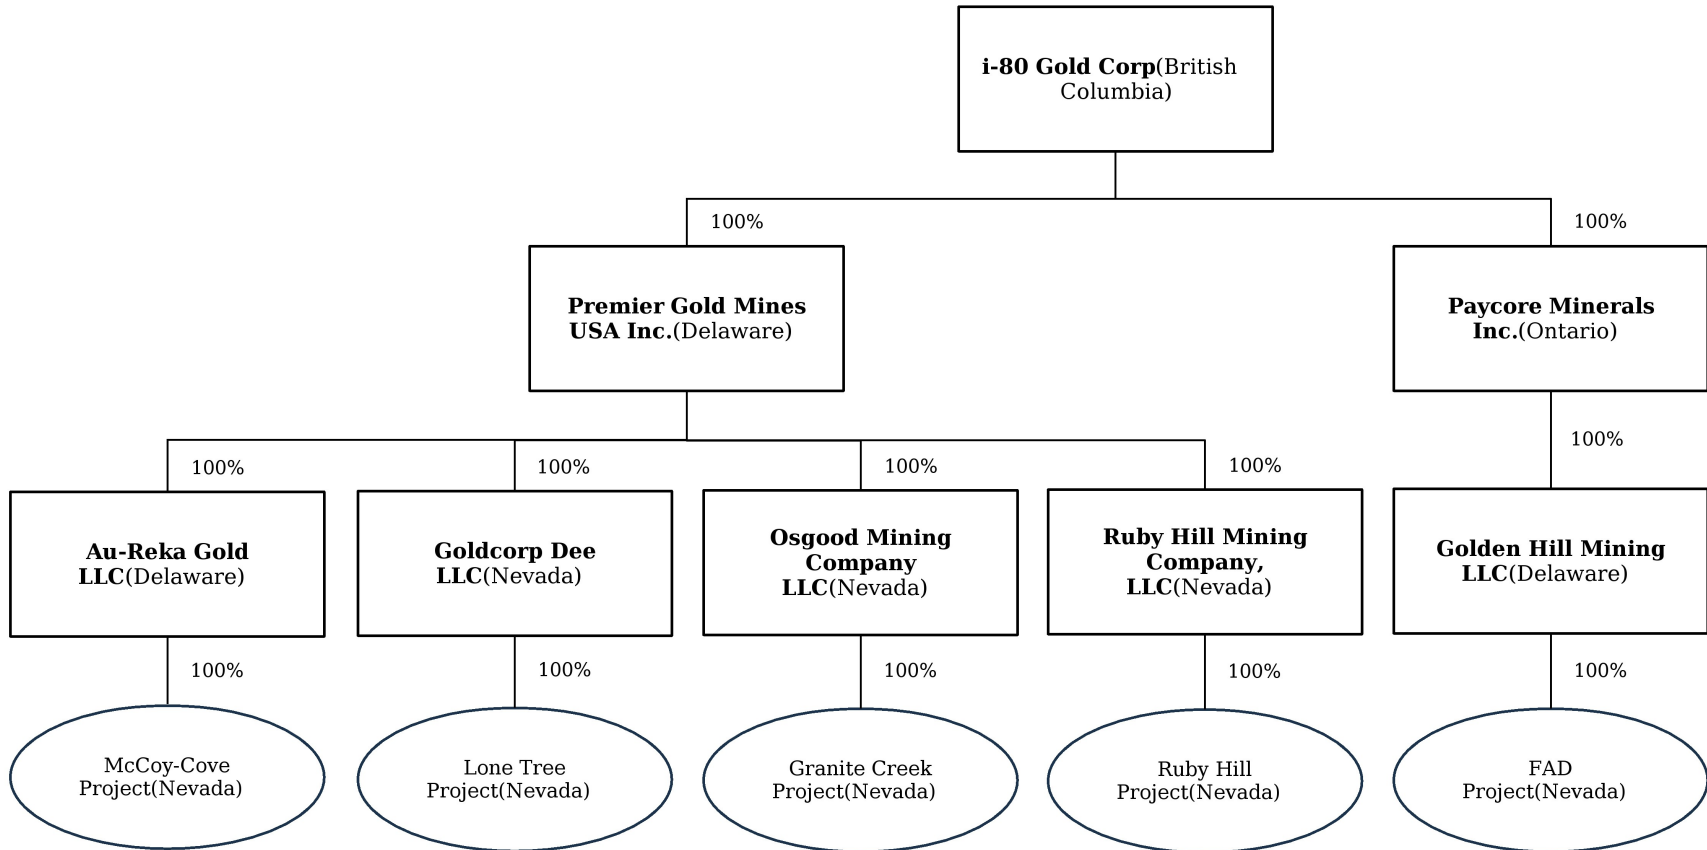 i-80 Gold Corp(British
Columbia)
100%
100%
Premier Gold Mines
USA Inc.(Delaware)
Paycore Minerals
Inc.(Ontario)
100%
100%
100%
100%
100%
Au-Reka Gold
LLC(Delaware)
Goldcorp Dee
LLC(Nevada)
Osgood Mining
Company
LLC(Nevada)
Ruby Hill Mining
Company,
LLC(Nevada)
Golden Hill Mining
LLC(Delaware)
100%
100%
100%
100%
100%
McCoy-Cove
Project(Nevada)
Lone Tree
Project(Nevada)
Granite Creek
Project(Nevada)
Ruby Hill
Project(Nevada)
FAD
Project(Nevada)